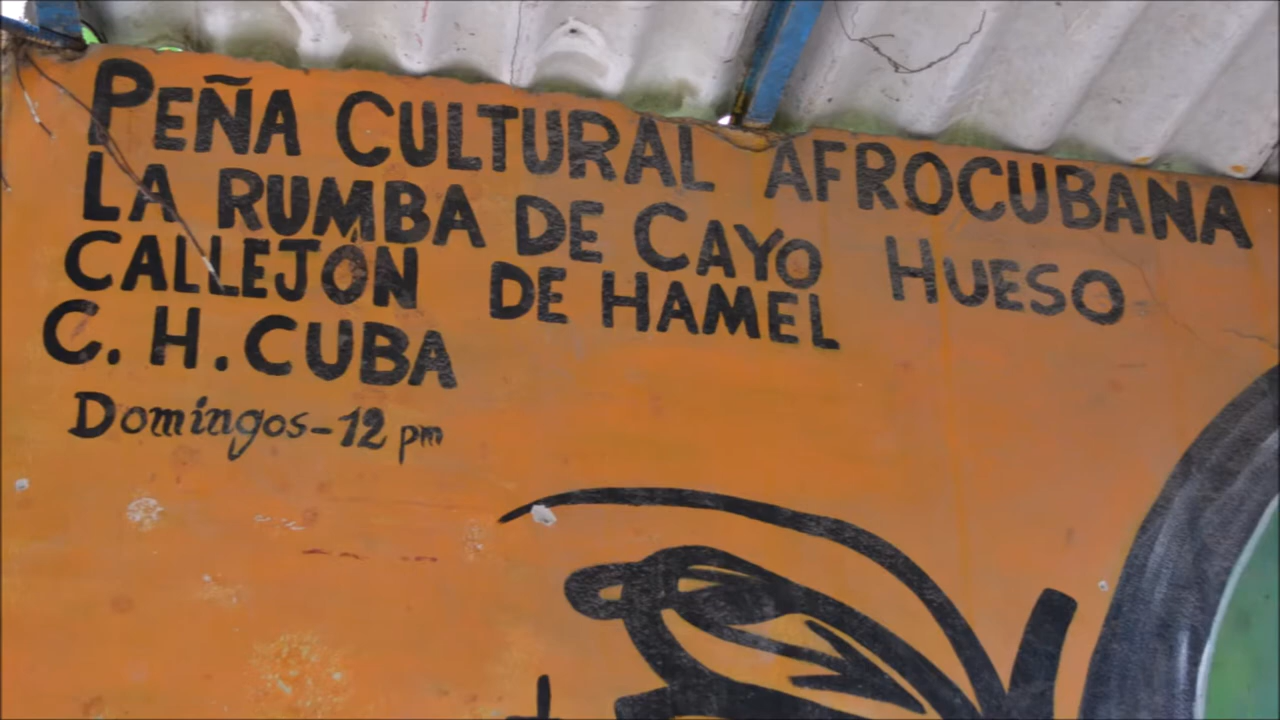 PEÑA CULTURAL AFROCUBANA
LA RUMBA DE CAYO HUESO
CALLEJÓN DE HAMEL
C. H. CUBA
Domingos-12 pm